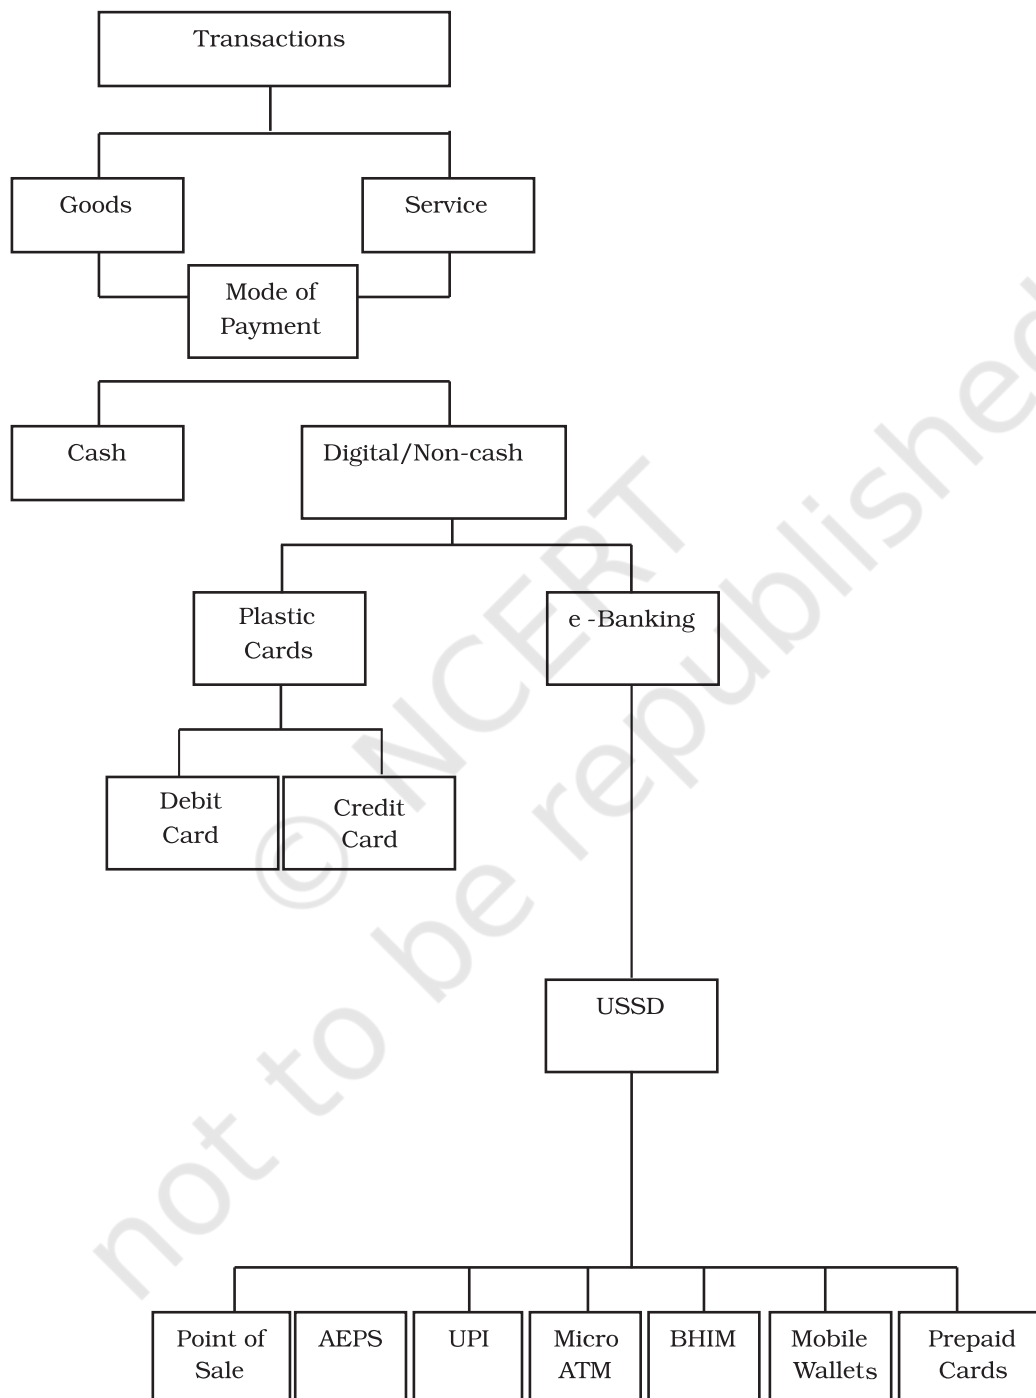 Transactions
Goods
Service
Mode of
Payment
Cash
Digital/Non-cash
Plastic
Cards
e -Banking
Debit
Card
Credit
Card
USSD
Point of
Sale
AEPS
UPI
Micro
ATM
BHIM
Mobile
Wallets
Prepaid
Cards
© NCERT
not to be republished